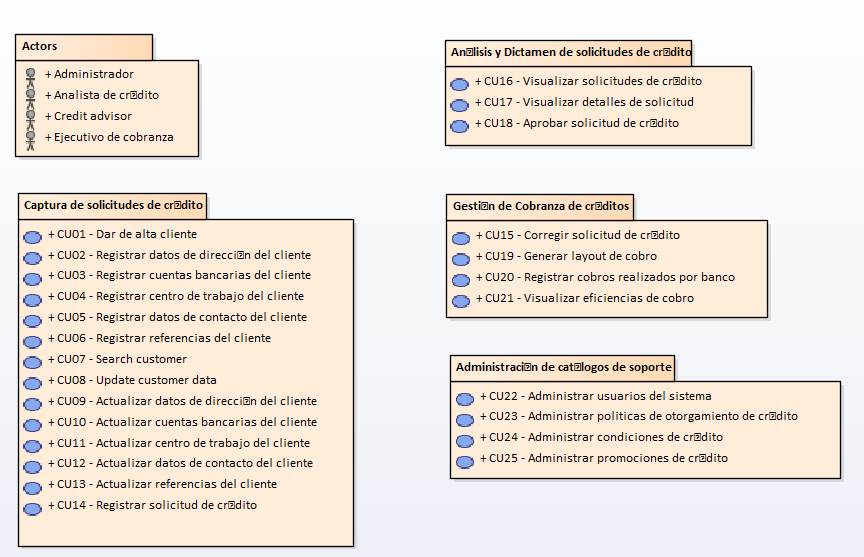 Actors
+ Administrador
+ Analista de cr�dito
+ Credit advisor
+ Ejecutivo de cobranza
Captura de solicitudes de cr�dito
+ CU01 - Dar de alta cliente
+ CU02 - Registrar datos de direcci�n del cliente
+ CU03 - Registrar cuentas bancarias del cliente
+ CU04 - Registrar centro de trabajo del cliente
+ CU05 - Registrar datos de contacto del cliente
+ CU06 - Registrar referencias del cliente
+ CU07 - Search customer
+ CU08 - Update customer data
+ CU09 - Actualizar datos de direcci�n del cliente
+ CU10 - Actualizar cuentas bancarias del cliente
+ CU11 - Actualizar centro de trabajo del cliente
+ CU12 - Actualizar datos de contacto del cliente
+ CU13 - Actualizar referencias del cliente
+ CU14 - Registrar solicitud de cr�dito
An�lisis y Dictamen de solicitudes de cr�dito
+ CU16 - Visualizar solicitudes de cr�dito
+ CU17 - Visualizar detalles de solicitud
+ CU18 - Aprobar solicitud de cr�dito
Gesti�n de Cobranza de cr�ditos
+ CU15 - Corregir solicitud de cr�dito
+ CU19 - Generar layout de cobro
+ CU20 - Registrar cobros realizados por banco
+ CU21 - Visualizar eficiencias de cobro
Administraci�n de cat�logos de soporte
+ CU22 - Administrar usuarios del sistema
+ CU23 - Administrar politicas de otorgamiento de cr�dito
+ CU24 - Administrar condiciones de cr�dito
+ CU25 - Administrar promociones de cr�dito